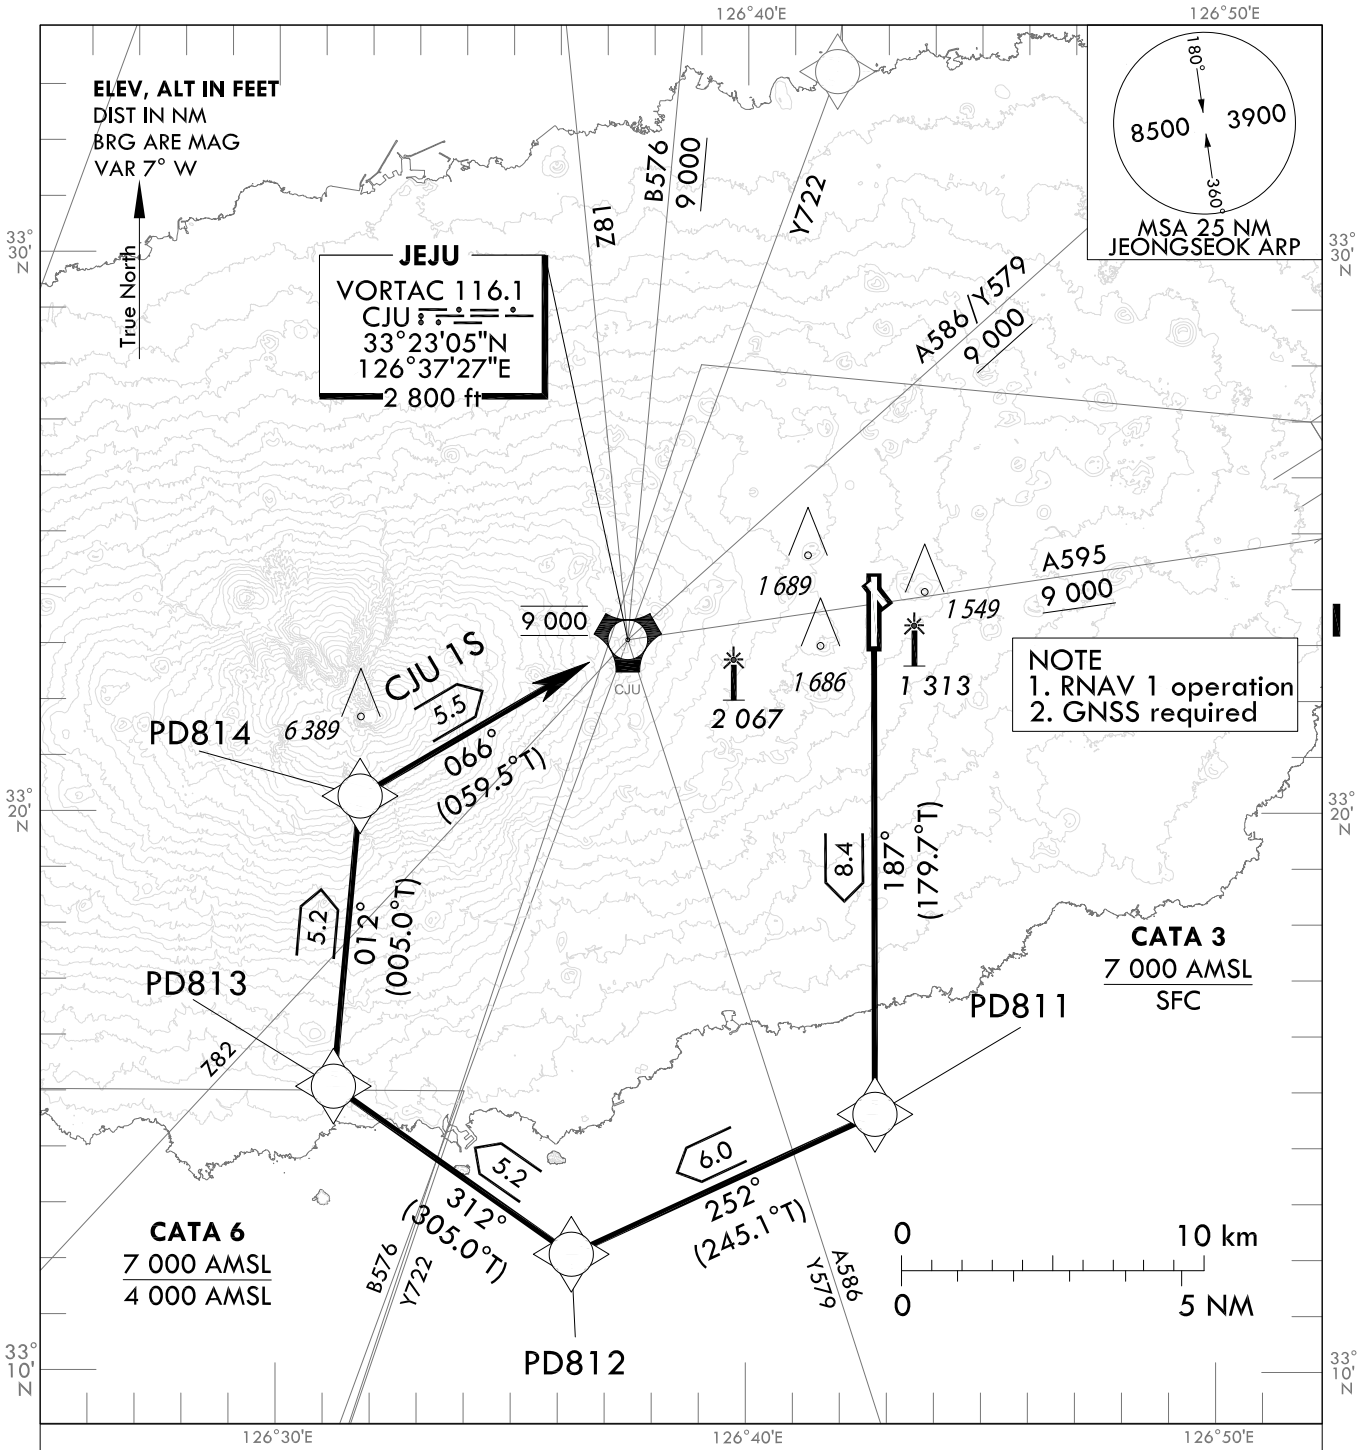 126°40'E
126°50'E
ELEV, ALT IN FEET
DIST IN NM
BRG ARE MAG
VAR 7° W
True North
33°
30'
N
33°
30'
N
180°
8500
3900
360°
MSA 25 NM
JEONGSEOK ARP
JEJU
VORTAC 116.1
CJU
33°23'05"N
126°37'27"E
2 800 ft
Z81
B576
9 000
Y722
A586/Y579
9 000
A595
9 000
1 689
1 549
1 686
1 313
2 067
9 000
CJU
NOTE
1. RNAV 1 operation
2. GNSS required
CJU 1S
5.5
066°
(059.5°T)
6 389
PD814
33°
20'
N
33°
20'
N
8.4
187°
(179.7°T)
5.2
012°
(005.0°T)
CATA 3
7 000 AMSL
SFC
PD813
PD811
Z82
6.0
252°
(245.1°T)
5.2
312°
(305.0°T)
CATA 6
7 000 AMSL
4 000 AMSL
B576
Y722
A586
Y579
0
10 km
0
5 NM
PD812
33°
10'
N
33°
10'
N
126°30'E
126°40'E
126°50'E